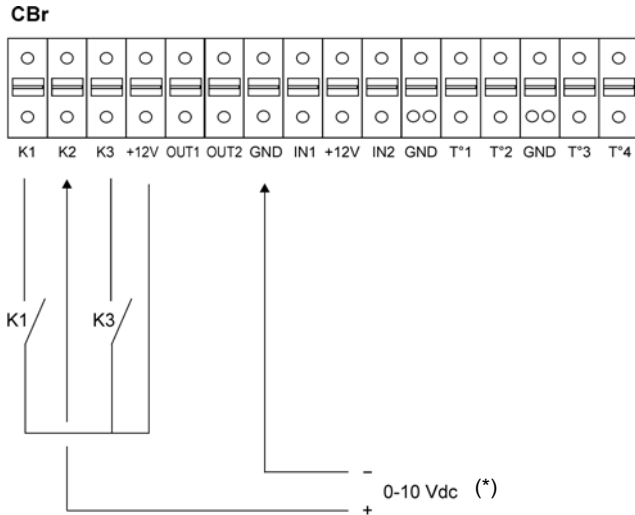 CBr
K1 K2 K3 +12V OUT1 OUT2 GND IN1 +12V IN2 GND T°1 T°2 GND T°3 T°4
K1 K3
−
0-10 Vdc (*)
+